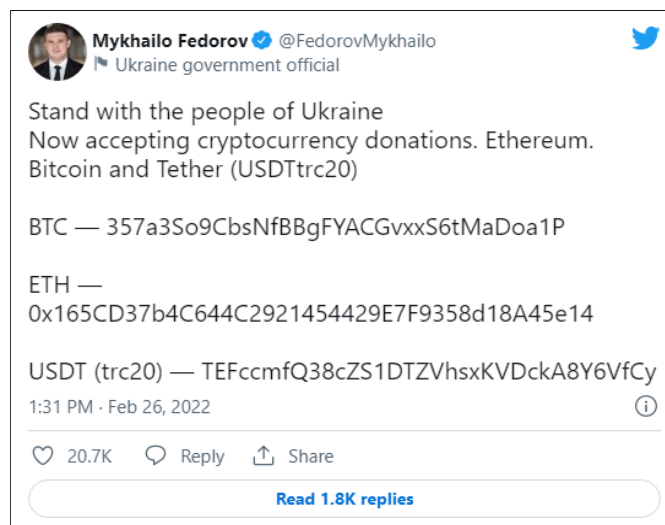 Mykhailo Fedorov @FedorovMykhailo
Ukraine government official
Stand with the people of Ukraine
Now accepting cryptocurrency donations. Ethereum.
Bitcoin and Tether (USDTtrc20)
BTC — 357a3So9CbsNfBBgFYACGvxxS6tMaDoa1P
ETH —
0x165CD37b4C644C2921454429E7F9358d18A45e14
USDT (trc20) — TEFccmfQ38cZS1DTZVhsxKVDckA8Y6VfCy
1:31 PM · Feb 26, 2022
20.7K Reply Share
Read 1.8K replies